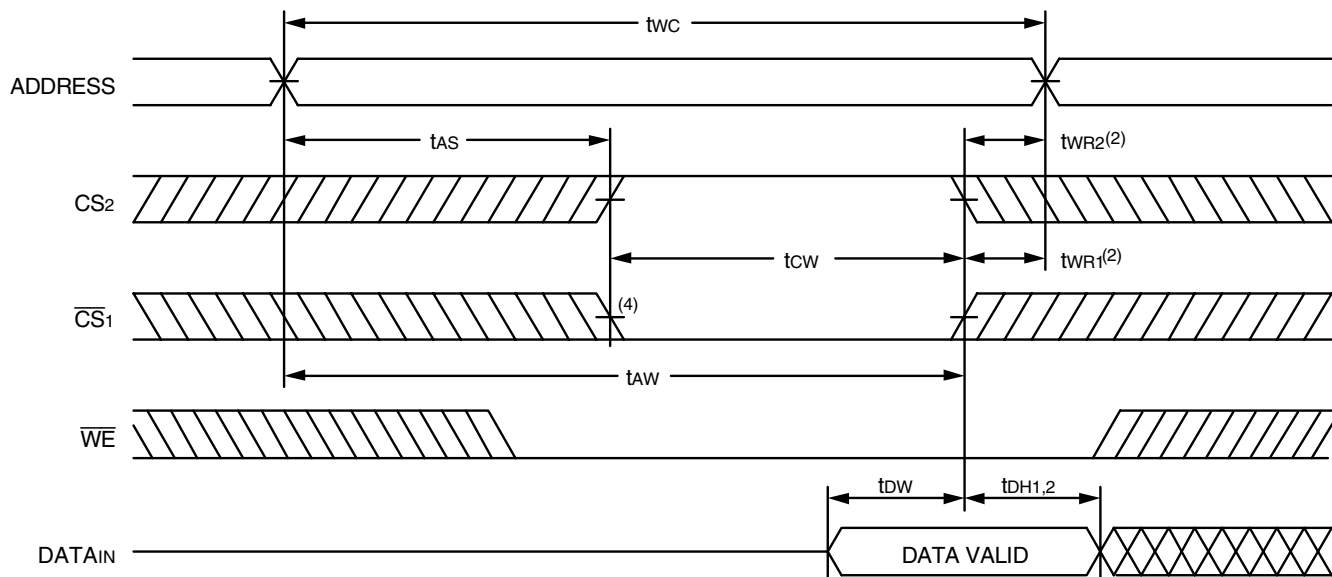 tWC
ADDRESS
tAS
tWR2(2)
CS2
tCW
tWR1(2)
CS1
(4)
tAW
WE
tDW
tDH1,2
DATAIN
DATA VALID